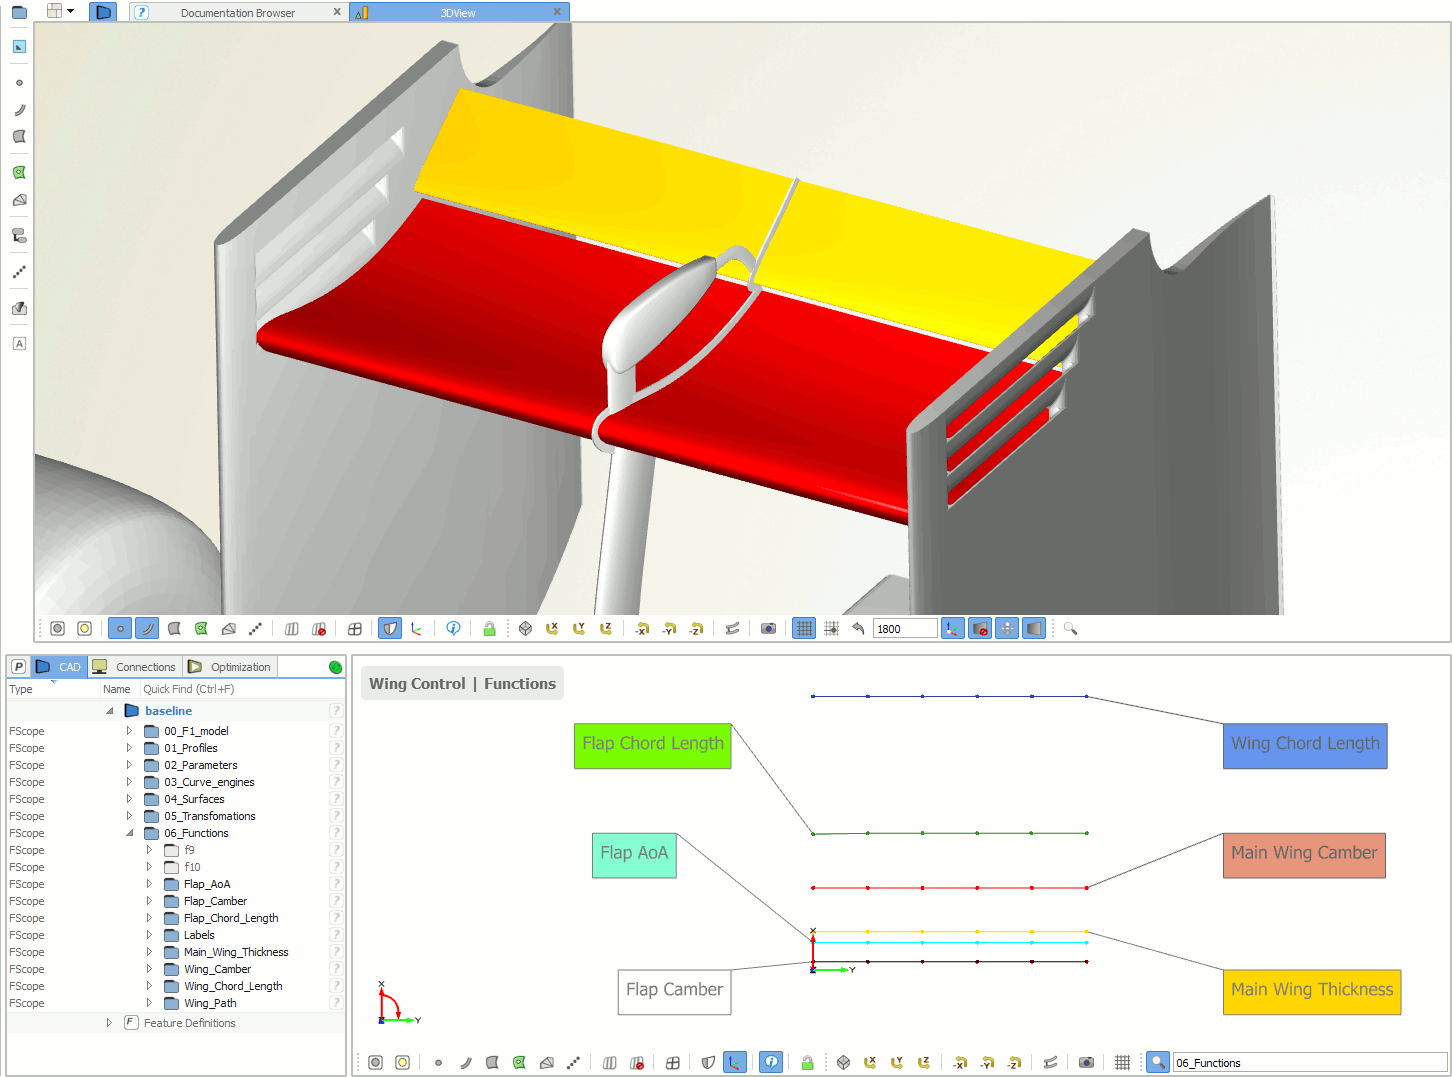 ? Documentation Browser x 3DView x
A
X Y Z -X -Y -Z 1800
P CAD Connections Optimization
Type Name Quick Find (Ctrl+F)
baseline ?
FScope 00_F1_model ?
FScope 01_Profiles ?
FScope 02_Parameters ?
FScope 03_Curve_engines ?
FScope 04_Surfaces ?
FScope 05_Transfomations ?
FScope 06_Functions ?
FScope f9 ?
FScope f10 ?
FScope Flap_AoA ?
FScope Flap_Camber ?
FScope Flap_Chord_Length ?
FScope Labels ?
FScope Main_Wing_Thickness ?
FScope Wing_Camber ?
FScope Wing_Chord_Length ?
FScope Wing_Path ?
F Feature Definitions ?
Wing Control | Functions
Flap Chord Length
Wing Chord Length
Flap AoA
Main Wing Camber
Flap Camber
Main Wing Thickness
X
Y
X
Y
X Y Z -X -Y -Z 06_Functions